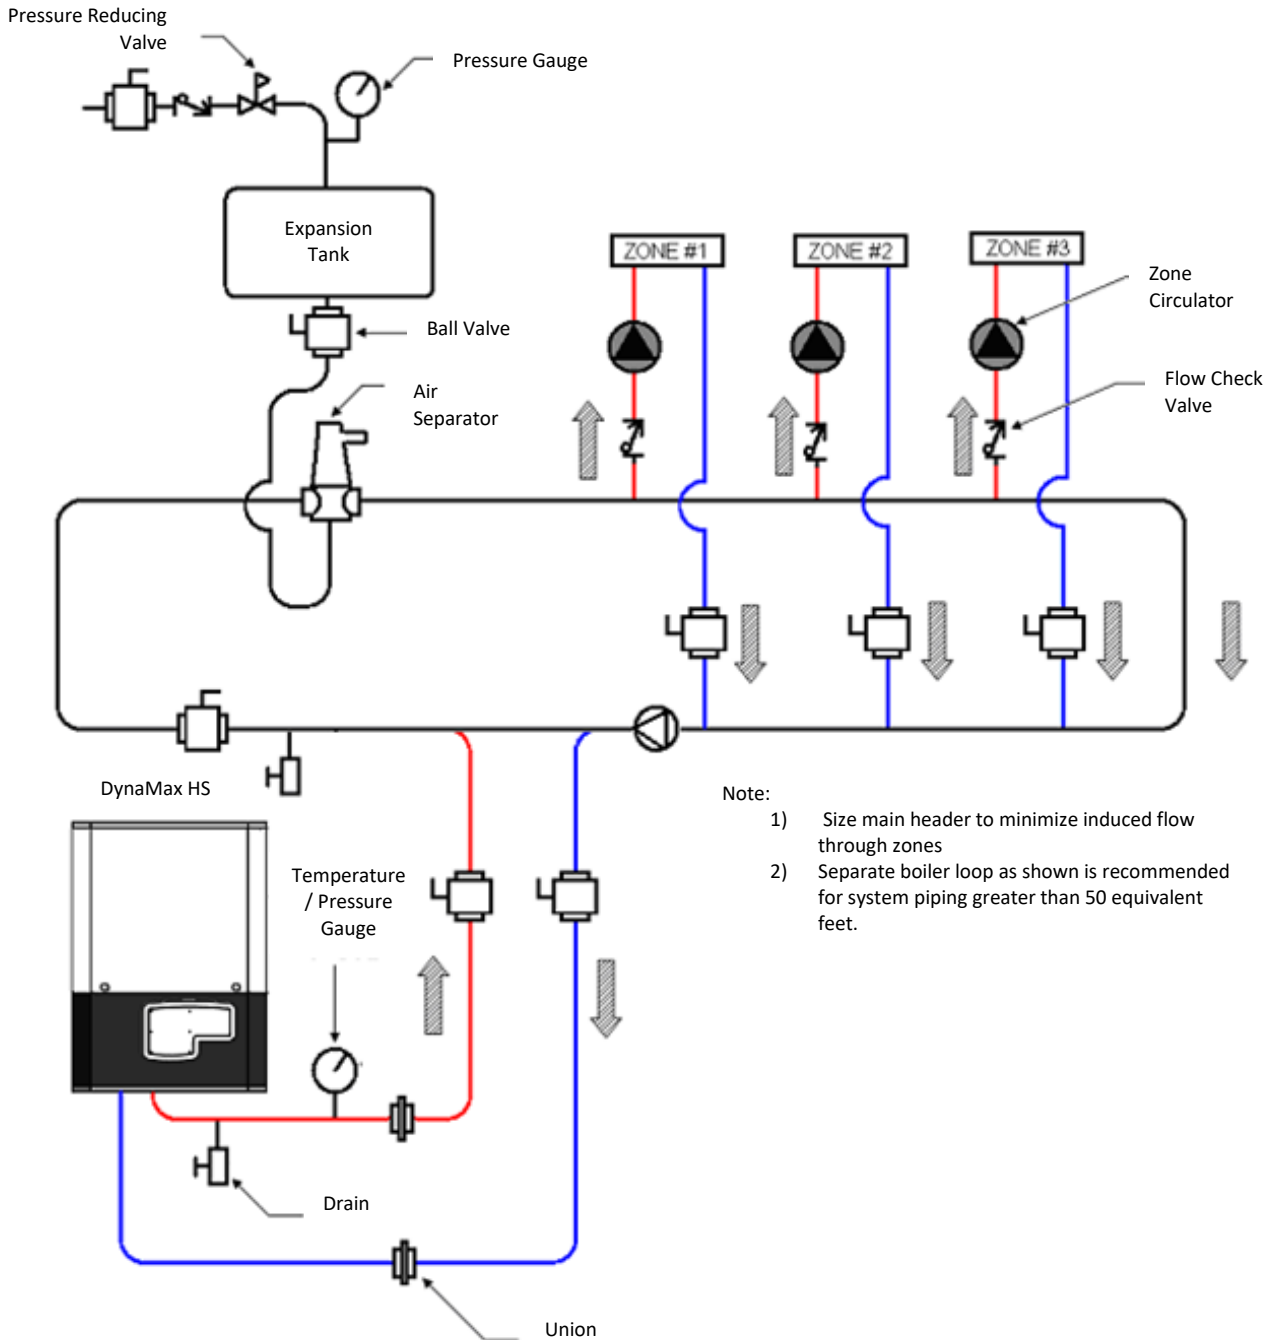 Pressure Reducing
Valve
Pressure Gauge
Expansion
Tank
ZONE #1
ZONE #2
ZONE #3
Zone
Circulator
Ball Valve
Air
Separator
Flow Check
Valve
DynaMax HS
Note:
1) Size main header to minimize induced flow
through zones
2) Separate boiler loop as shown is recommended
for system piping greater than 50 equivalent
feet.
Temperature
/ Pressure
Gauge
Drain
Union